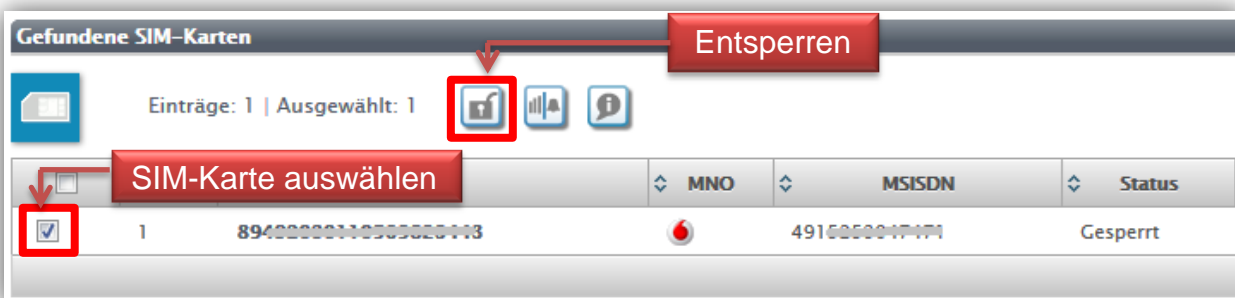 Gefundene SIM-Karten
Entsperren
Einträge: 1 | Ausgewählt: 1
SIM-Karte auswählen
MNO MSISDN Status
1 Gesperrt